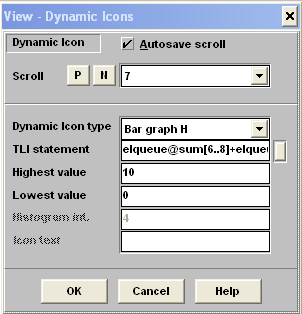 View - Dynamic Icons
Dynamic Icon
Autosave scroll
Scroll P N 7
Dynamic Icon type Bar graph H
TLI statement elqueue@sum[6..8]+elqueu
Highest value 10
Lowest value 0
Histogram int. 4
Icon text
OK Cancel Help